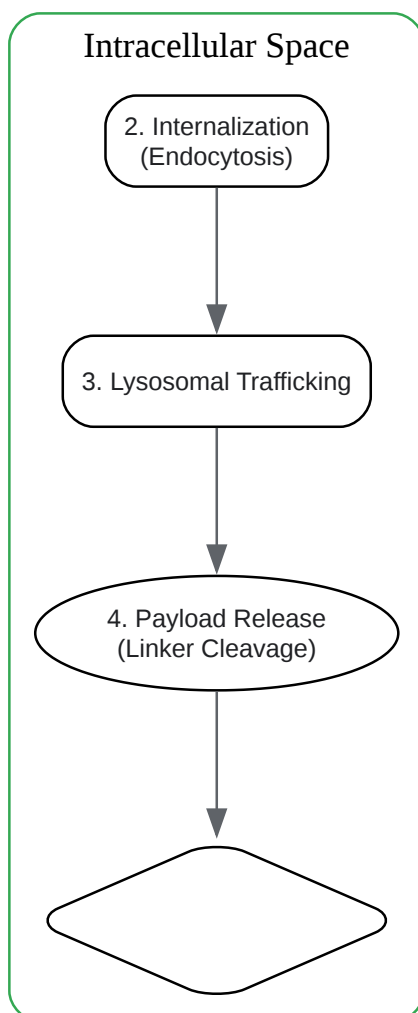 Intracellular Space
2. Internalization
(Endocytosis)
3. Lysosomal Trafficking
4. Payload Release
(Linker Cleavage)